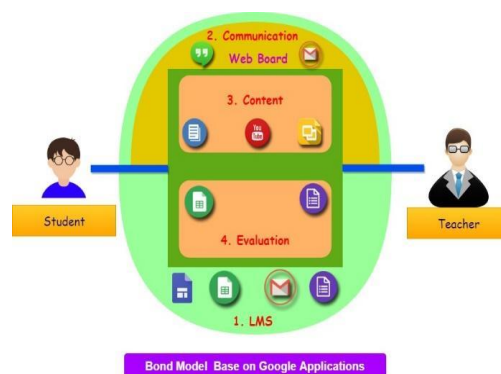 2. Communication
Web Board
3. Content
You
Tube
4. Evaluation
Student
Teacher
1. LMS
Bond Model Base on Google Applications